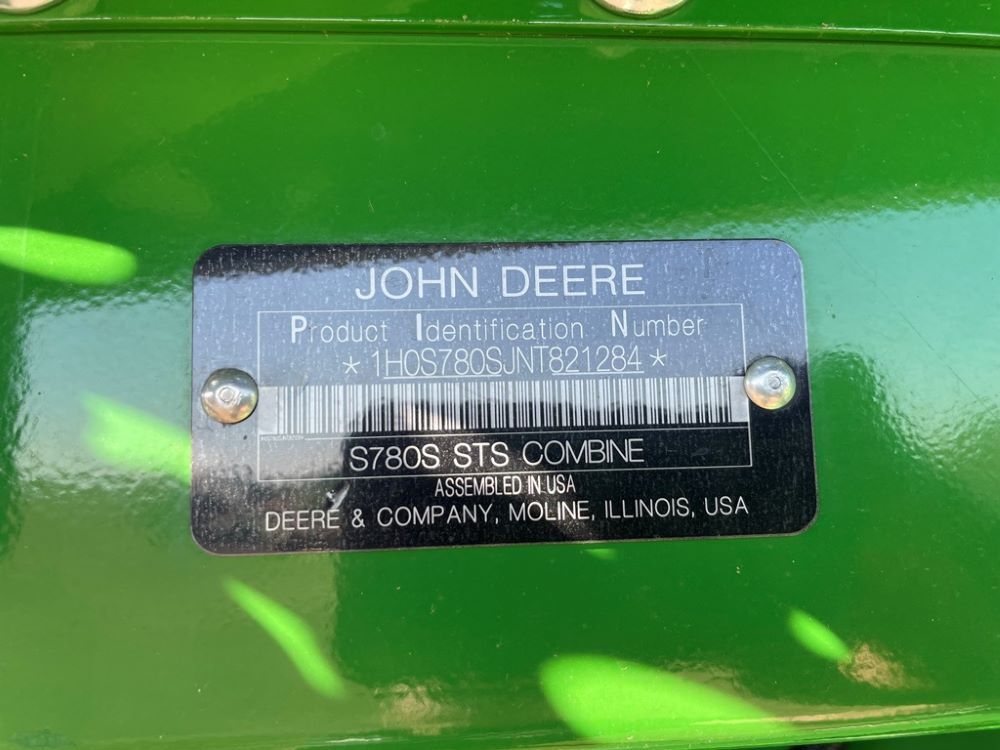 JOHN DEERE
Product Identification Number
*1H0S780SJNT821284*
S780S STS COMBINE
ASSEMBLED IN USA
DEERE & COMPANY, MOLINE, ILLINOIS, USA